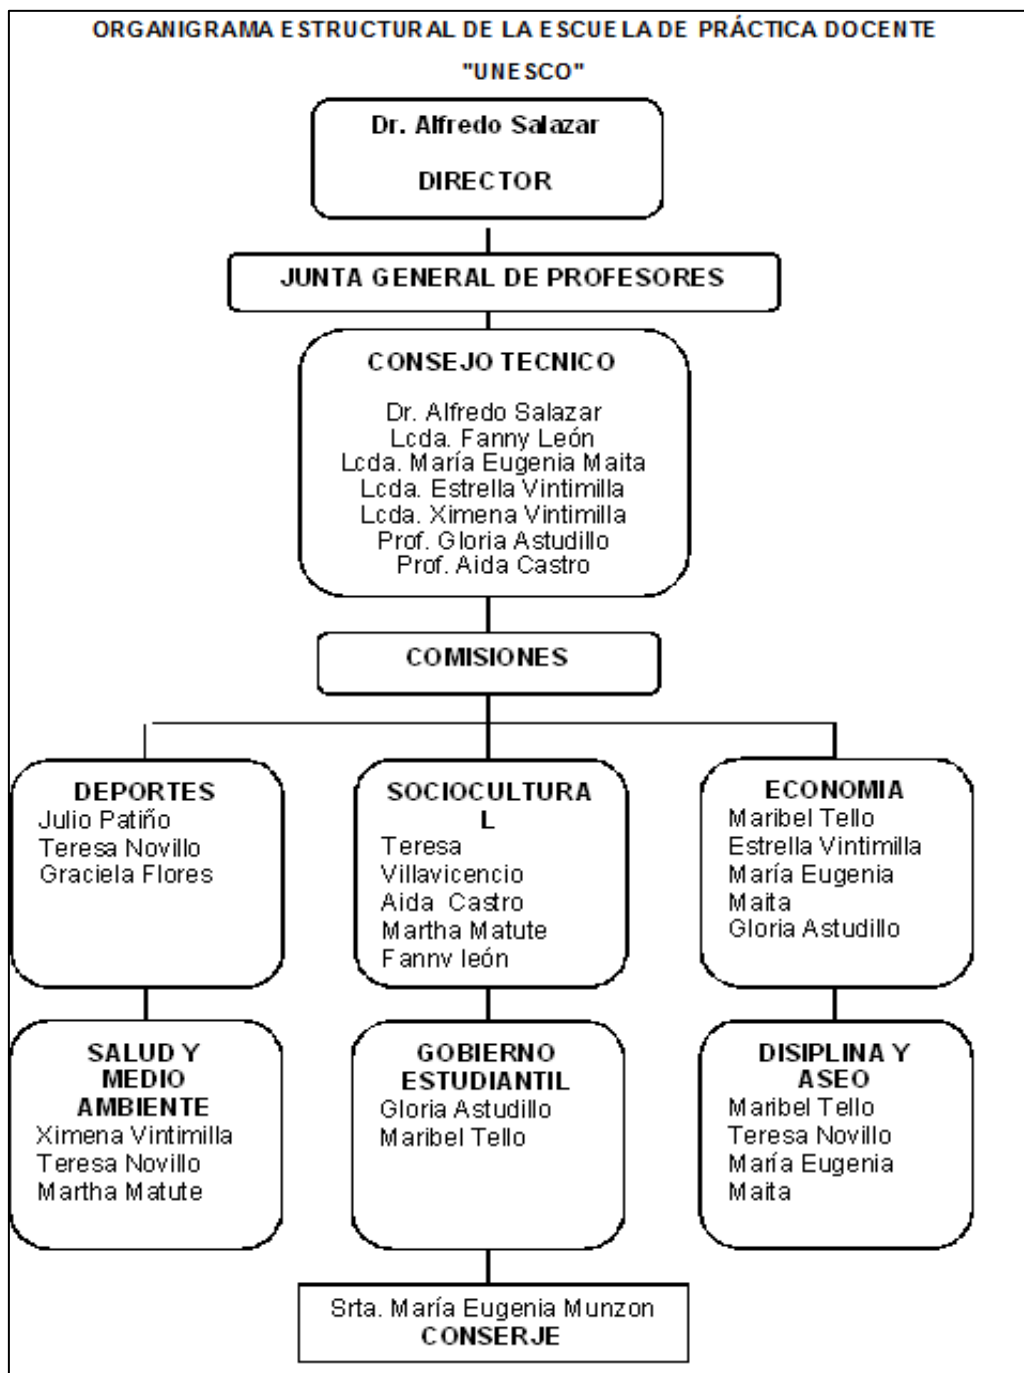 ORGANIGRAMA ESTRUCTURAL DE LA ESCUELA DE PRÁCTICA DOCENTE
"UNESCO"
Dr. Alfredo Salazar
DIRECTOR
JUNTA GENERAL DE PROFESORES
CONSEJO TECNICO
Dr. Alfredo Salazar
Lcda. Fanny León
Lcda. María Eugenia Maita
Lcda. Estrella Vintimilla
Lcda. Ximena Vintimilla
Prof. Gloria Astudillo
Prof. Aida Castro
COMISIONES
DEPORTES
Julio Patiño
Teresa Novillo
Graciela Flores
SOCIOCULTURA
L
Teresa
Villavicencio
Aida Castro
Martha Matute
Fanny león
ECONOMIA
Maribel Tello
Estrella Vintimilla
María Eugenia
Maita
Gloria Astudillo
SALUD Y
MEDIO
AMBIENTE
Ximena Vintimilla
Teresa Novillo
Martha Matute
GOBIERNO
ESTUDIANTIL
Gloria Astudillo
Maribel Tello
DISIPLINA Y
ASEO
Maribel Tello
Teresa Novillo
María Eugenia
Maita
Srta. María Eugenia Munzon
CONSERJE